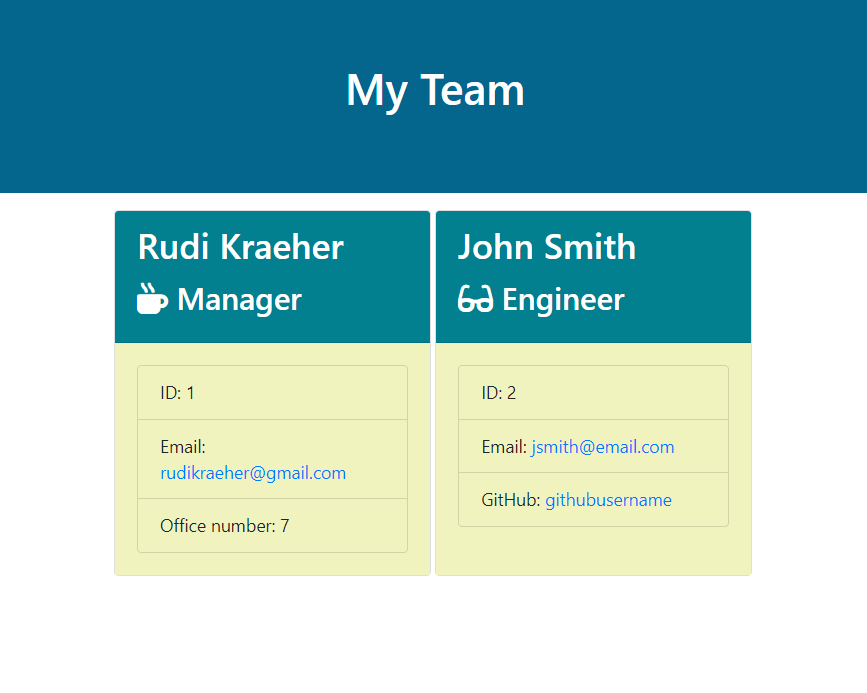 My Team
Rudi Kraeher
Manager
ID: 1
Email:
rudikraeher@gmail.com
Office number: 7
John Smith
Engineer
ID: 2
Email: jsmith@email.com
GitHub: githubusername